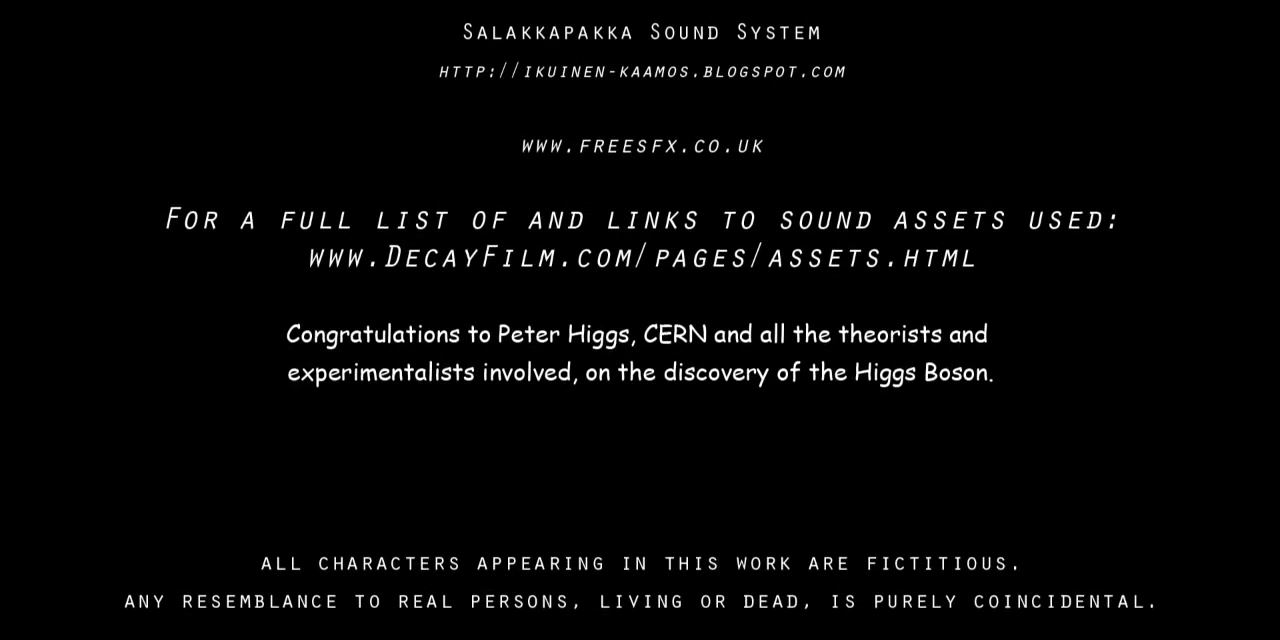 Salakkapakka Sound System
http://ikuinen-kaamos.blogspot.com
www.freesfx.co.uk
For a full list of and links to sound assets used:
www.DecayFilm.com/pages/assets.html
Congratulations to Peter Higgs, CERN and all the theorists and
experimentalists involved, on the discovery of the Higgs Boson.
all characters appearing in this work are fictitious.
any resemblance to real persons, living or dead, is purely coincidental.